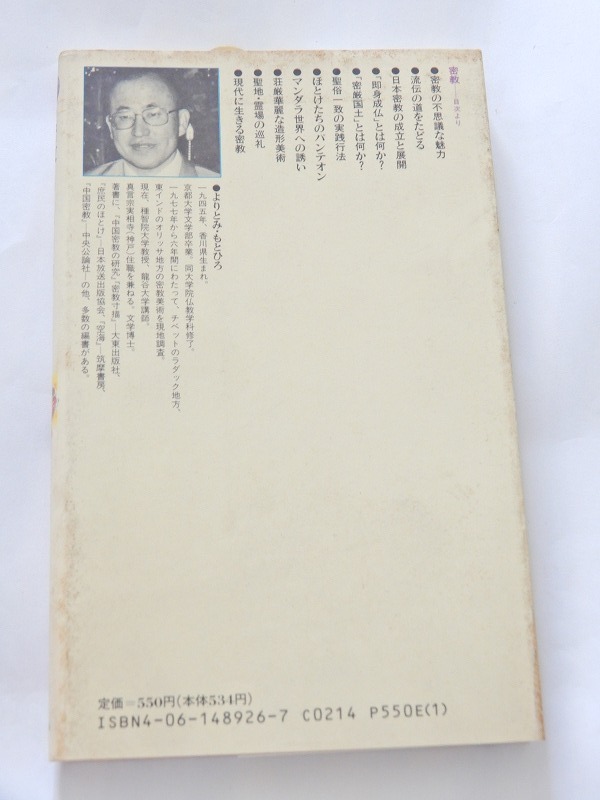 密教―目次より
●密教の不思議な魅力
●流伝の道をたどる
●日本密教の成立と展開
●「即身成仏」とは何か?
●「密厳国土」とは何か?
●聖俗一致の実践行法
●ほとけたちのパンテオン
●マンダラ世界への誘い
●荘厳華麗な造形美術
●聖地・霊場の巡礼
●現代に生きる密教
●よりとみ・もとひろ
一九四五年、香川県生まれ。
京都大学文学部卒業。同大学院仏教学科修了。
一九七七年から六年間にわたって、チベットのラダック地方、
東インドのオリッサ地方の密教美術を現地調査。
現在、種智院大学教授、龍谷大学講師。
真言宗実相寺(神戸)住職を兼ねる。文学博士。
著書に、「中国密教の研究」「密教寸描」―大東出版社、
「庶民のほとけ」―日本放送出版協会、「空海」―筑摩書房、
「中国密教」―中央公論社―の他、多数の編書がある。
定価=550円(本体534円)
ISBN4-06-148926-7 C0214 P550E(1)